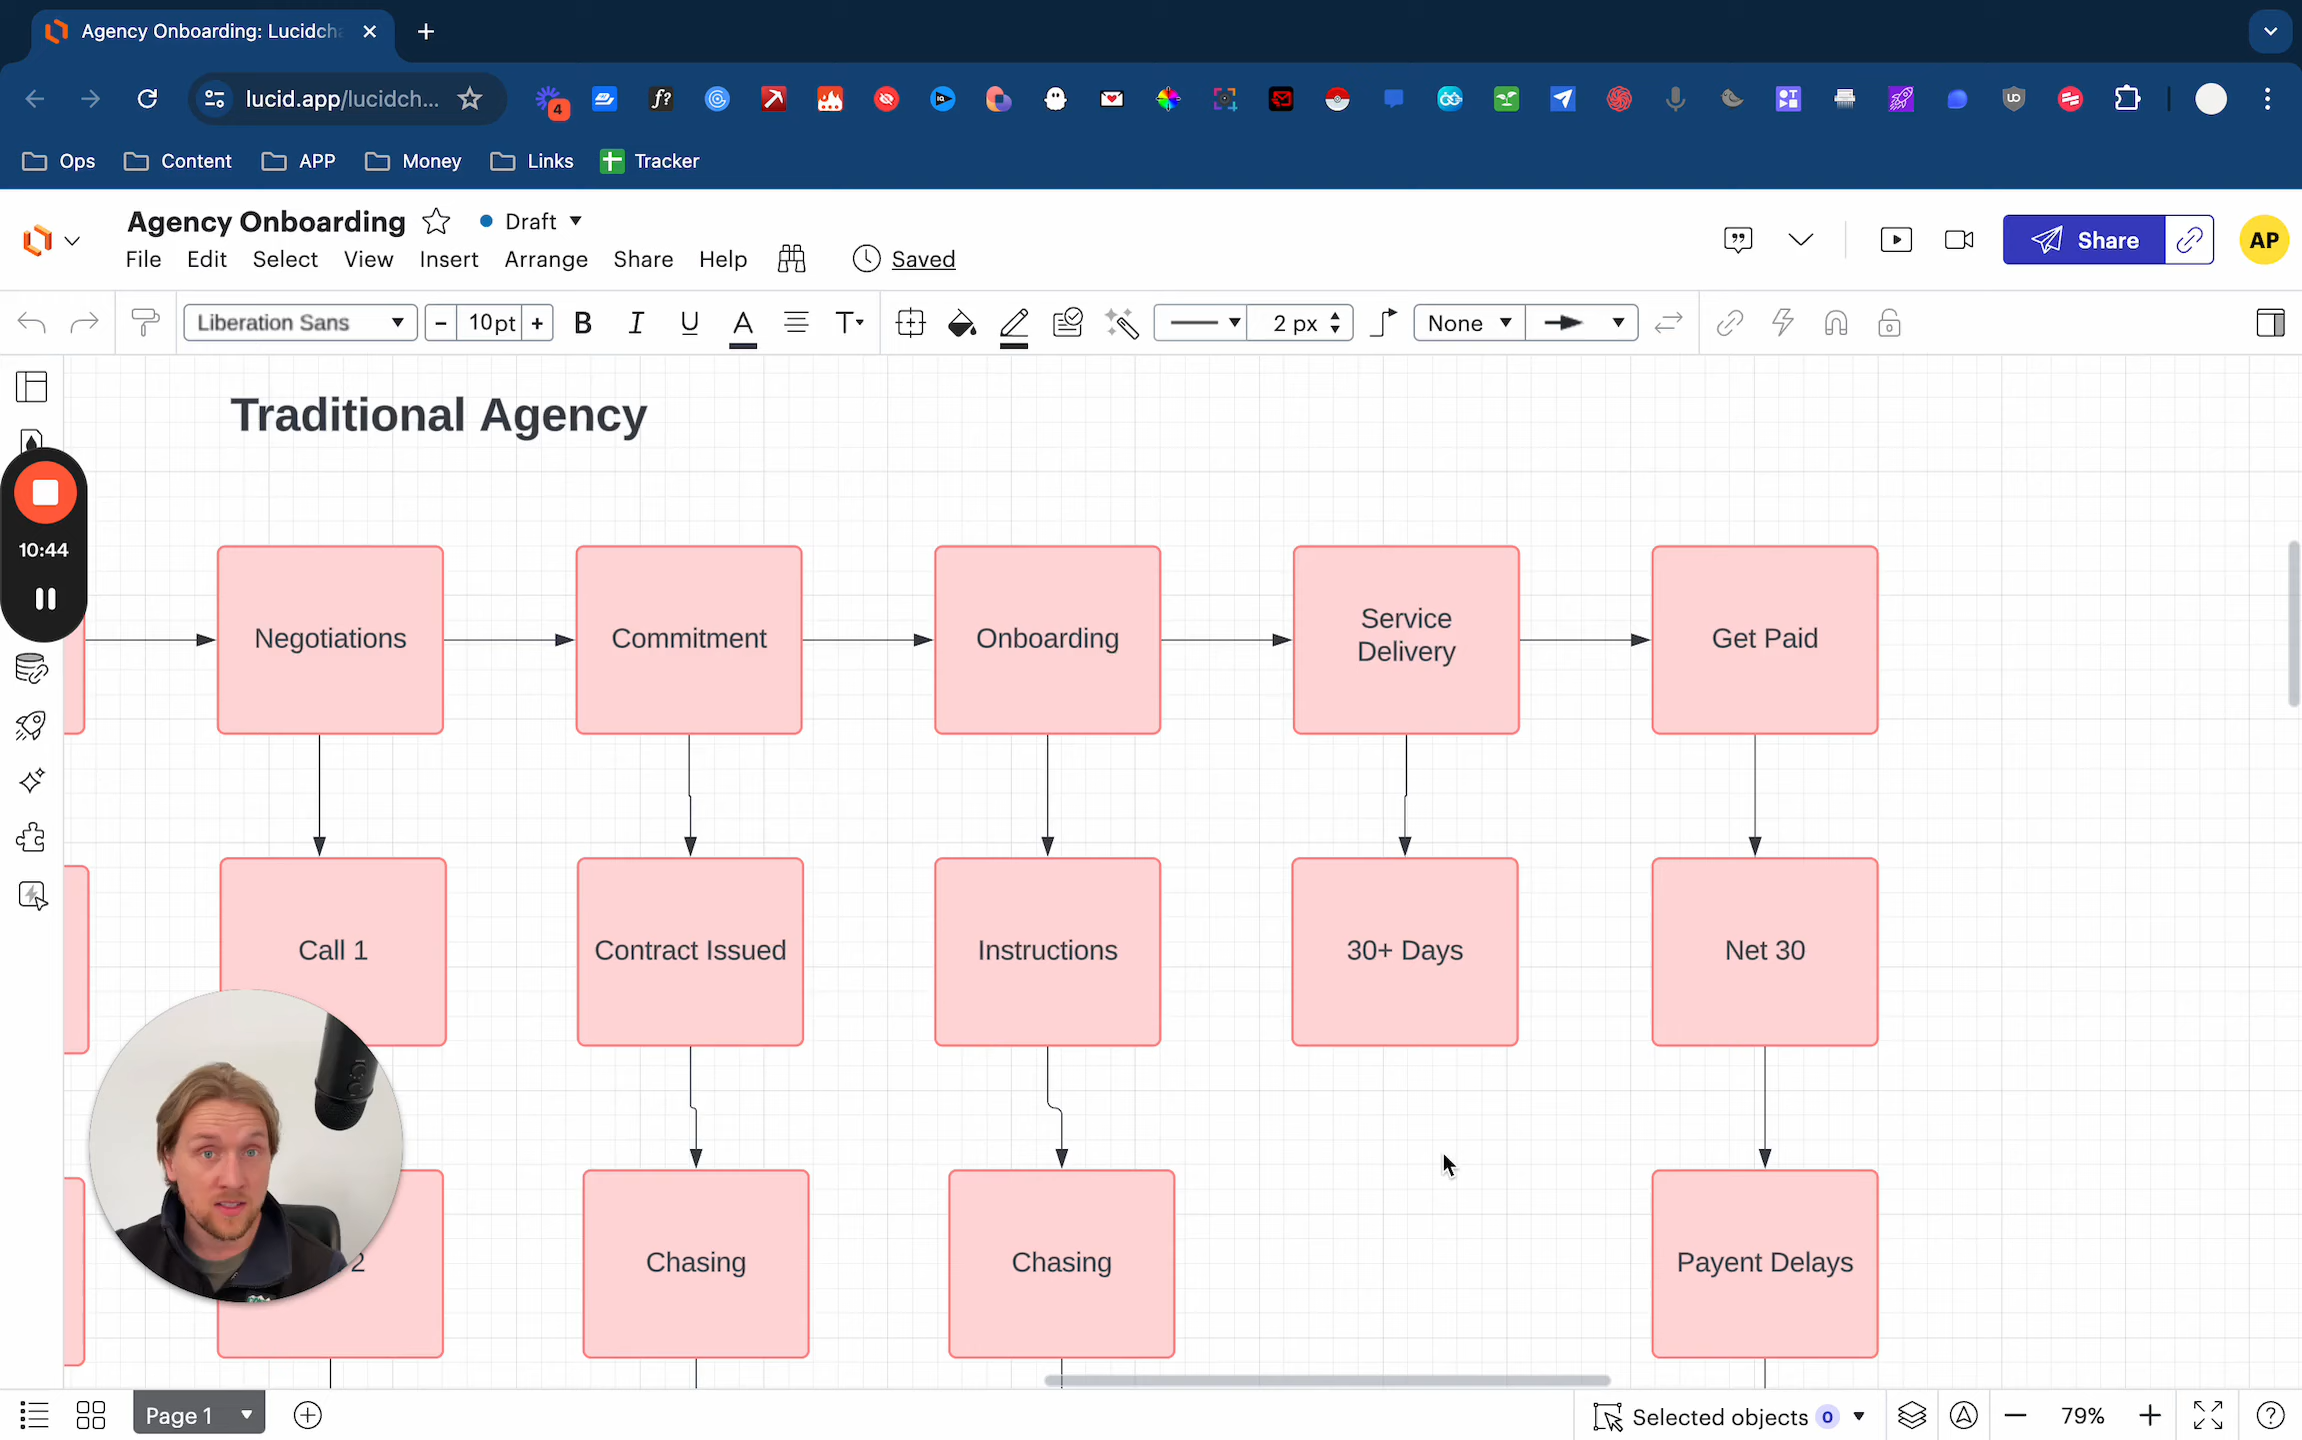 Agency Onboarding: Lucidcha
lucid.app/lucidch...
4
Ops
Content
APP
Money
Links
Tracker
Agency Onboarding
Draft
File
Edit
Select
View
Insert
Arrange
Share
Help
Saved
Share
AP
Liberation Sans
10pt
B
I
U
A
T
2 px
None
10:44
Traditional Agency
Negotiations
Commitment
Onboarding
Service
Delivery
Get Paid
Call 1
Contract Issued
Instructions
30+ Days
Net 30
2
Chasing
Chasing
Payent Delays
Page 1
Selected objects 0
79%